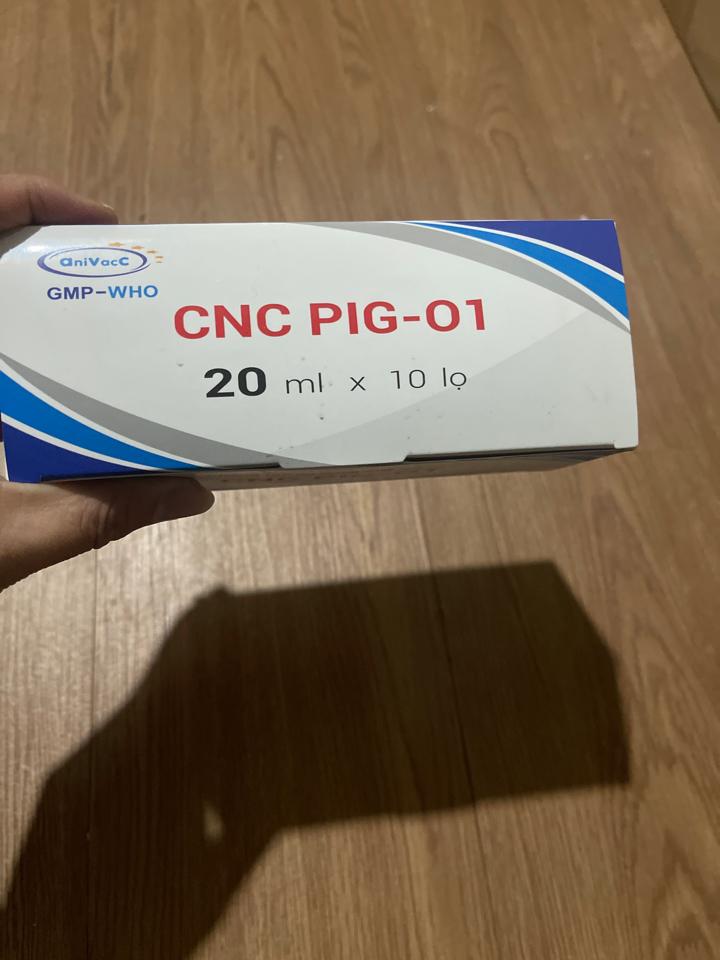 aniVacC
GMP-WHO
CNC PIG-01
20 ml x 10 lọ